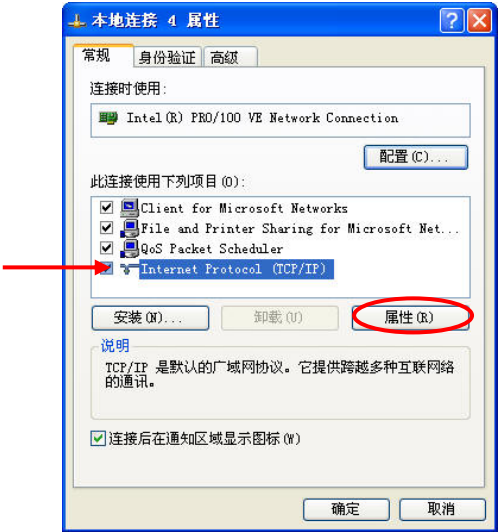 本地连接 4 属性
常规 身份验证 高级
连接时使用:
Intel(R) PRO/100 VE Network Connection
配置(C)...
此连接使用下列项目(O):
Client for Microsoft Networks
File and Printer Sharing for Microsoft Net...
QoS Packet Scheduler
Internet Protocol (TCP/IP)
安装(N)... 卸载(U) 属性(R)
说明
TCP/IP 是默认的广域网协议。它提供跨越多种互联网络
的通讯。
连接后在通知区域显示图标(W)
确定 取消